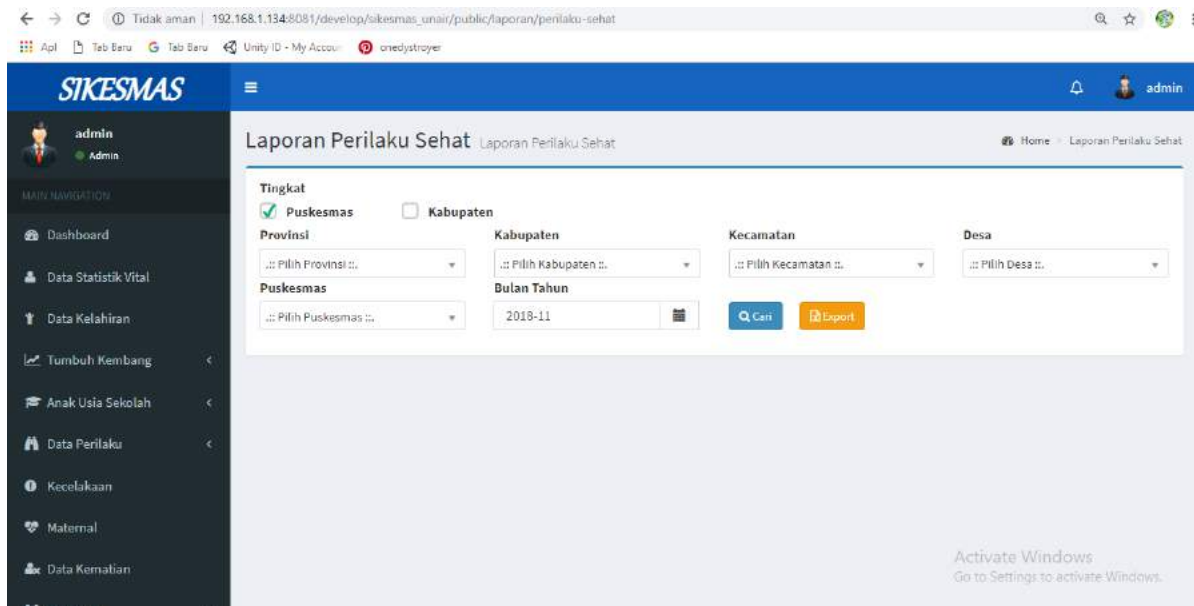 Tidak aman | 192.168.1.134:8081/develop/sikesmas_unair/public/laporan/perilaku-sehat
Apl Tab Baru Tab Baru Unity ID - My Accou onedystroyer
SIKESMAS
admin
admin
Admin
Laporan Perilaku Sehat Laporan Perilaku Sehat
Home > Laporan Perilaku Sehat
MAIN NAVIGATION
Dashboard
Data Statistik Vital
Data Kelahiran
Tumbuh Kembang
Anak Usia Sekolah
Data Perilaku
Kecelakaan
Maternal
Data Kematian
Tingkat
Puskesmas Kabupaten
Provinsi Kabupaten Kecamatan Desa
.:: Pilih Provinsi ::. .:: Pilih Kabupaten ::. .:: Pilih Kecamatan ::. .:: Pilih Desa ::.
Puskesmas Bulan Tahun
.:: Pilih Puskesmas ::. 2018-11 Cari Export
Activate Windows
Go to Settings to activate Windows.